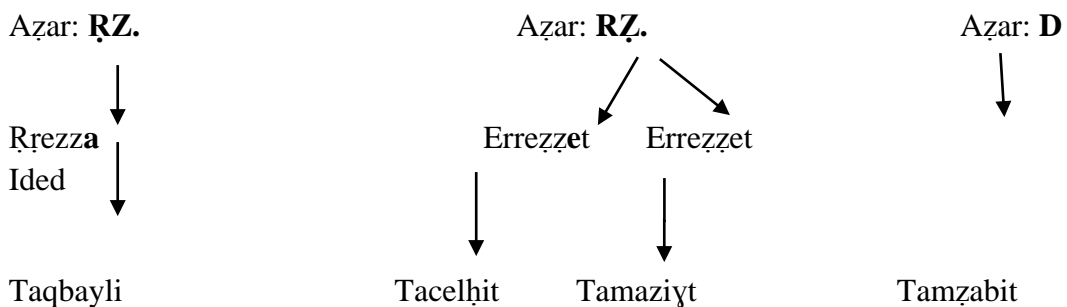 Aẓar: ṚZ. Aẓar: RẒ. Aẓar: D
Ṛṛezza Erreẓẓet Erreẓẓet
Ided
Taqbayli Tacelḥit Tamaziɣt Tamẓabit